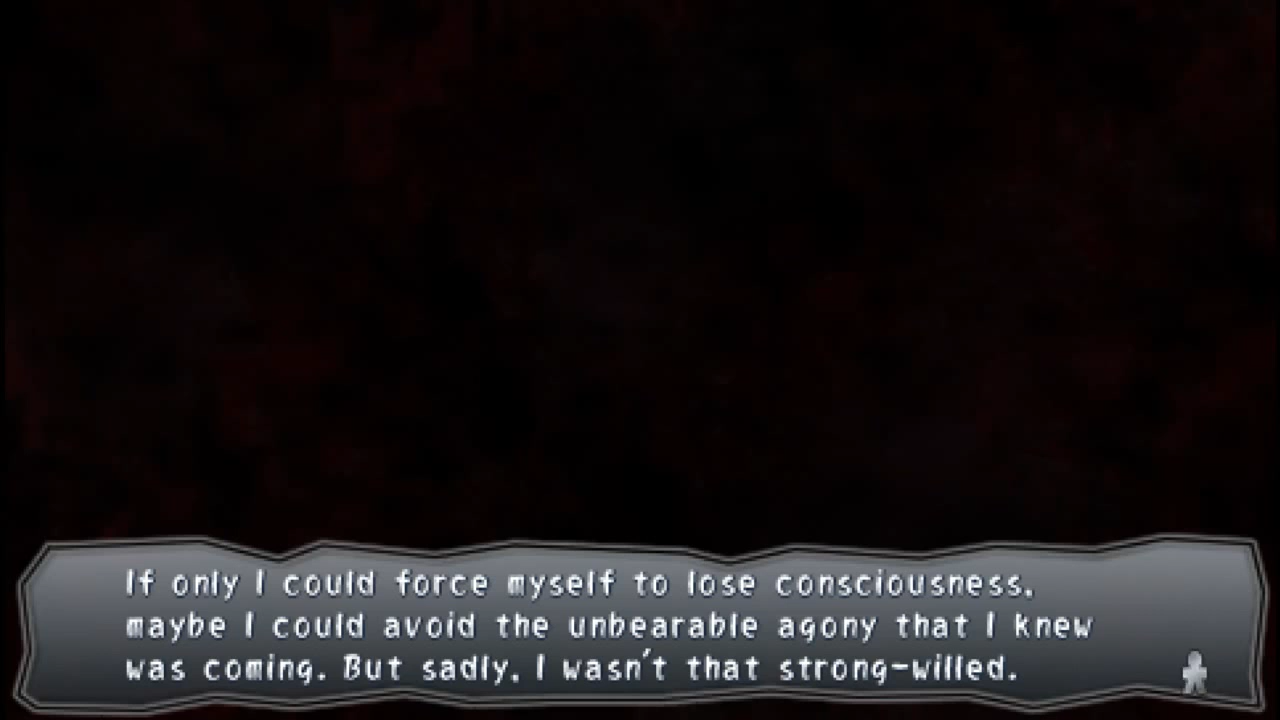 If only I could force myself to lose consciousness,
maybe I could avoid the unbearable agony that I knew
was coming. But sadly, I wasn't that strong-willed.